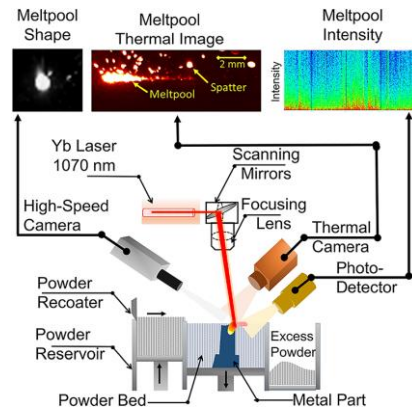 Meltpool
Shape
Meltpool
Thermal Image
Meltpool
Intensity
2 mm
Spatter
Meltpool
Intensity
Yb Laser
1070 nm
Scanning
Mirrors
High-Speed
Camera
Focusing
Lens
Thermal
Camera
Photo-
Detector
Powder
Recoater
Powder
Reservoir
Excess
Powder
Powder Bed
Metal Part